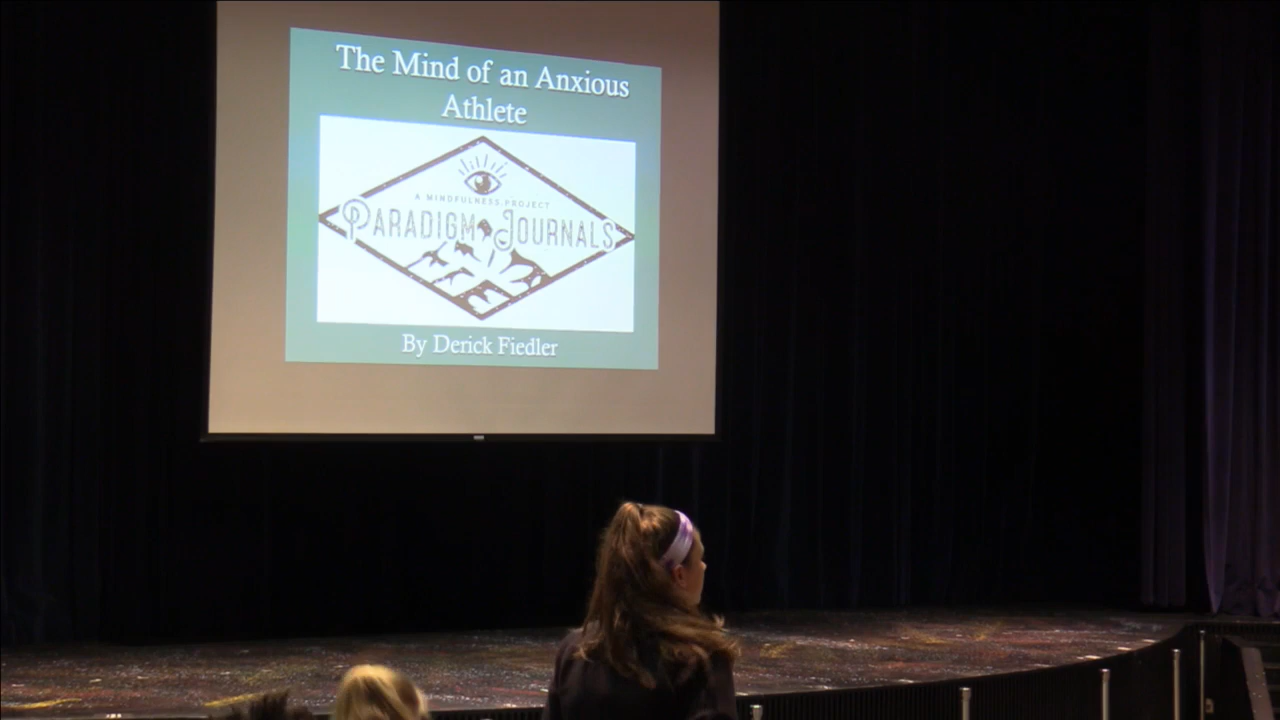 The Mind of an Anxious
Athlete
A MINDFULNESS PROJECT
PARADIGM JOURNALS
By Derick Fiedler